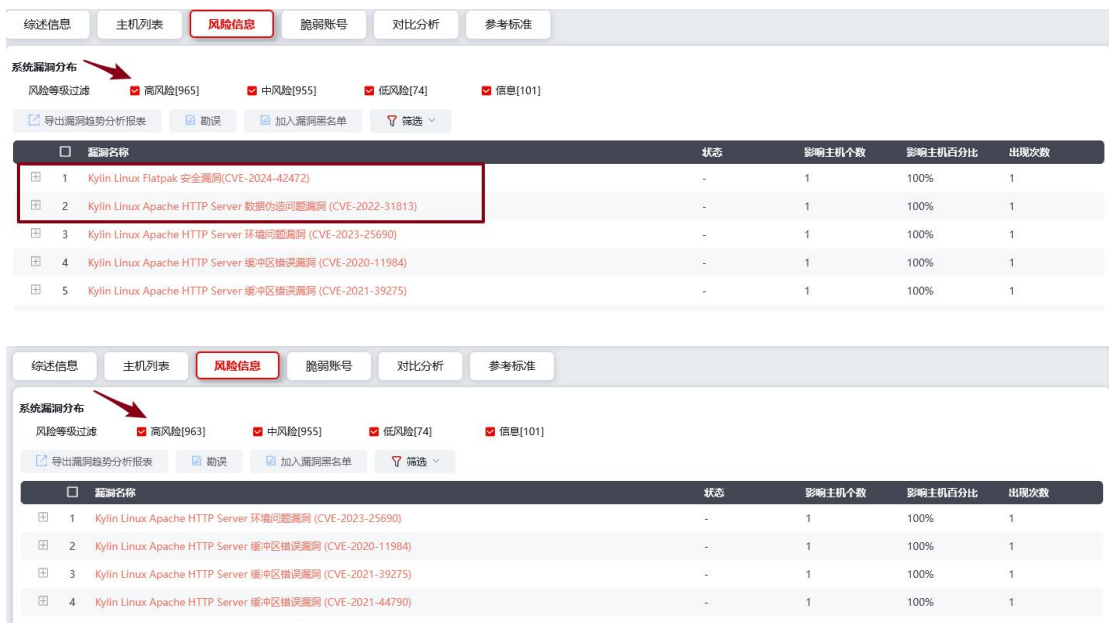 综述信息 主机列表 风险信息 脆弱账号 对比分析 参考标准
系统漏洞分布
风险等级过滤 高风险[965] 中风险[955] 低风险[74] 信息[101]
导出漏洞趋势分析报表 勘误 加入漏洞黑名单 筛选
漏洞名称 状态 影响主机个数 影响主机百分比 出现次数
1 Kylin Linux Flatpak 安全漏洞(CVE-2024-42472) - 1 100% 1
2 Kylin Linux Apache HTTP Server 数据伪造问题漏洞 (CVE-2022-31813) - 1 100% 1
3 Kylin Linux Apache HTTP Server 环境问题漏洞 (CVE-2023-25690) - 1 100% 1
4 Kylin Linux Apache HTTP Server 缓冲区错误漏洞 (CVE-2020-11984) - 1 100% 1
5 Kylin Linux Apache HTTP Server 缓冲区错误漏洞 (CVE-2021-39275) - 1 100% 1
综述信息 主机列表 风险信息 脆弱账号 对比分析 参考标准
系统漏洞分布
风险等级过滤 高风险[963] 中风险[955] 低风险[74] 信息[101]
导出漏洞趋势分析报表 勘误 加入漏洞黑名单 筛选
漏洞名称 状态 影响主机个数 影响主机百分比 出现次数
1 Kylin Linux Apache HTTP Server 环境问题漏洞 (CVE-2023-25690) - 1 100% 1
2 Kylin Linux Apache HTTP Server 缓冲区错误漏洞 (CVE-2020-11984) - 1 100% 1
3 Kylin Linux Apache HTTP Server 缓冲区错误漏洞 (CVE-2021-39275) - 1 100% 1
4 Kylin Linux Apache HTTP Server 缓冲区错误漏洞 (CVE-2021-44790) - 1 100% 1